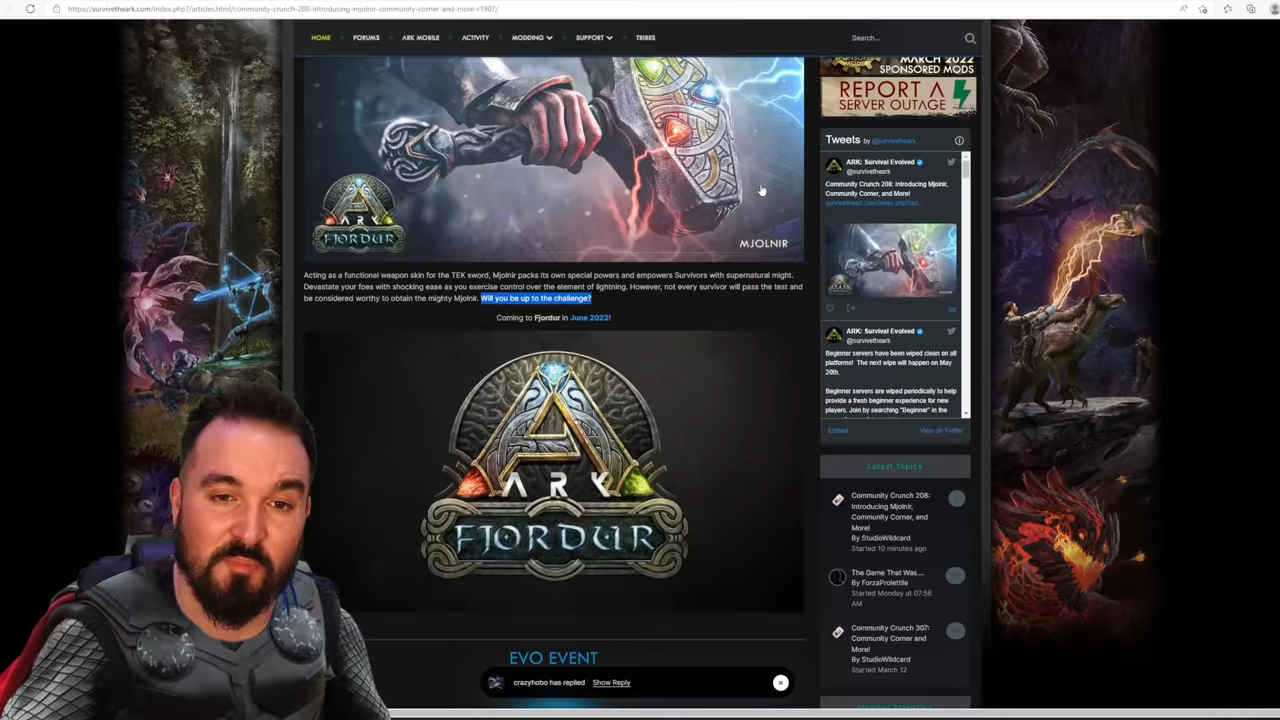 https://survivetheark.com/index.php?/articles.html/community-crunch-208-introducing-mjolnir-community-corner-and-more-r1907/
HOME
FORUMS
ARK MOBILE
ACTIVITY
MODDING
SUPPORT
TRIBES
Search...
ARK
FJORDUR
MJOLNIR
Acting as a functional weapon skin for the TEK sword, Mjolnir packs its own special powers and empowers Survivors with supernatural might.
Devastate your foes with shocking ease as you exercise control over the element of lightning. However, not every survivor will pass the test and
be considered worthy to obtain the mighty Mjolnir. Will you be up to the challenge?
Coming to Fjordur in June 2022!
ARK
FJORDUR
EVO EVENT
crazyhobo has replied
Show Reply
MARCH 2022
SPONSORED MODS
REPORT A
SERVER OUTAGE
Tweets by @survivetheark
ARK: Survival Evolved
@survivetheark
Community Crunch 208: Introducing Mjolnir,
Community Corner, and More!
survivetheark.com/index.php?/art...
ARK: Survival Evolved
@survivetheark
Beginner servers have been wiped clean on all
platforms! The next wipe will happen on May
20th.
Beginner servers are wiped periodically to help
provide a fresh beginner experience for new
players. Join by searching "Beginner" in the
Embed
View on Twitter
Latest Topics
Community Crunch 208:
Introducing Mjolnir,
Community Corner, and
More!
By StudioWildcard
Started 10 minutes ago
The Game That Was....
By ForzaProiettile
Started Monday at 07:56
AM
Community Crunch 307:
Community Corner and
More!
By StudioWildcard
Started March 12
Member Statistics